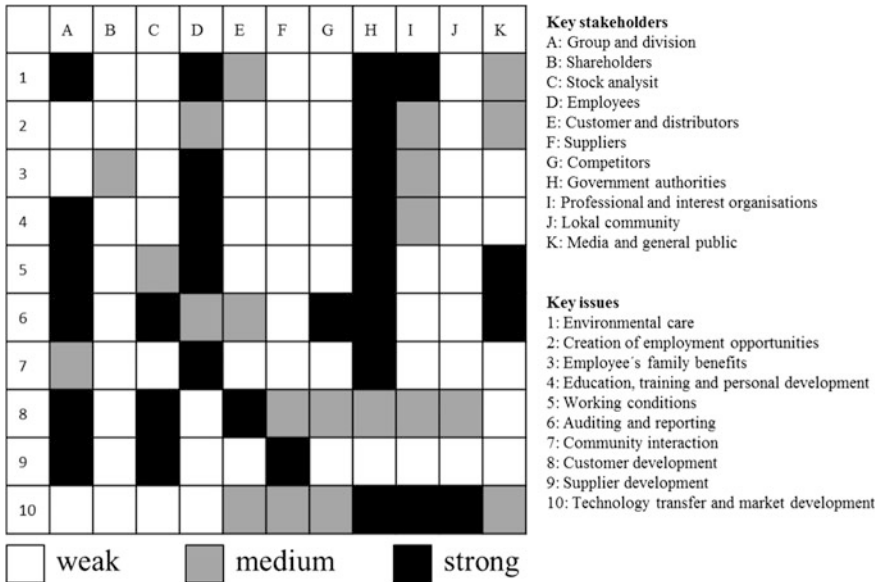 A B C D E F G H I J K
1
2
3
4
5
6
7
8
9
10
weak medium strong
Key stakeholders
A: Group and division
B: Shareholders
C: Stock analysit
D: Employees
E: Customer and distributors
F: Suppliers
G: Competitors
H: Government authorities
I: Professional and interest organisations
J: Lokal community
K: Media and general public
Key issues
1: Environmental care
2: Creation of employment opportunities
3: Employee´s family benefits
4: Education, training and personal development
5: Working conditions
6: Auditing and reporting
7: Community interaction
8: Customer development
9: Supplier development
10: Technology transfer and market development